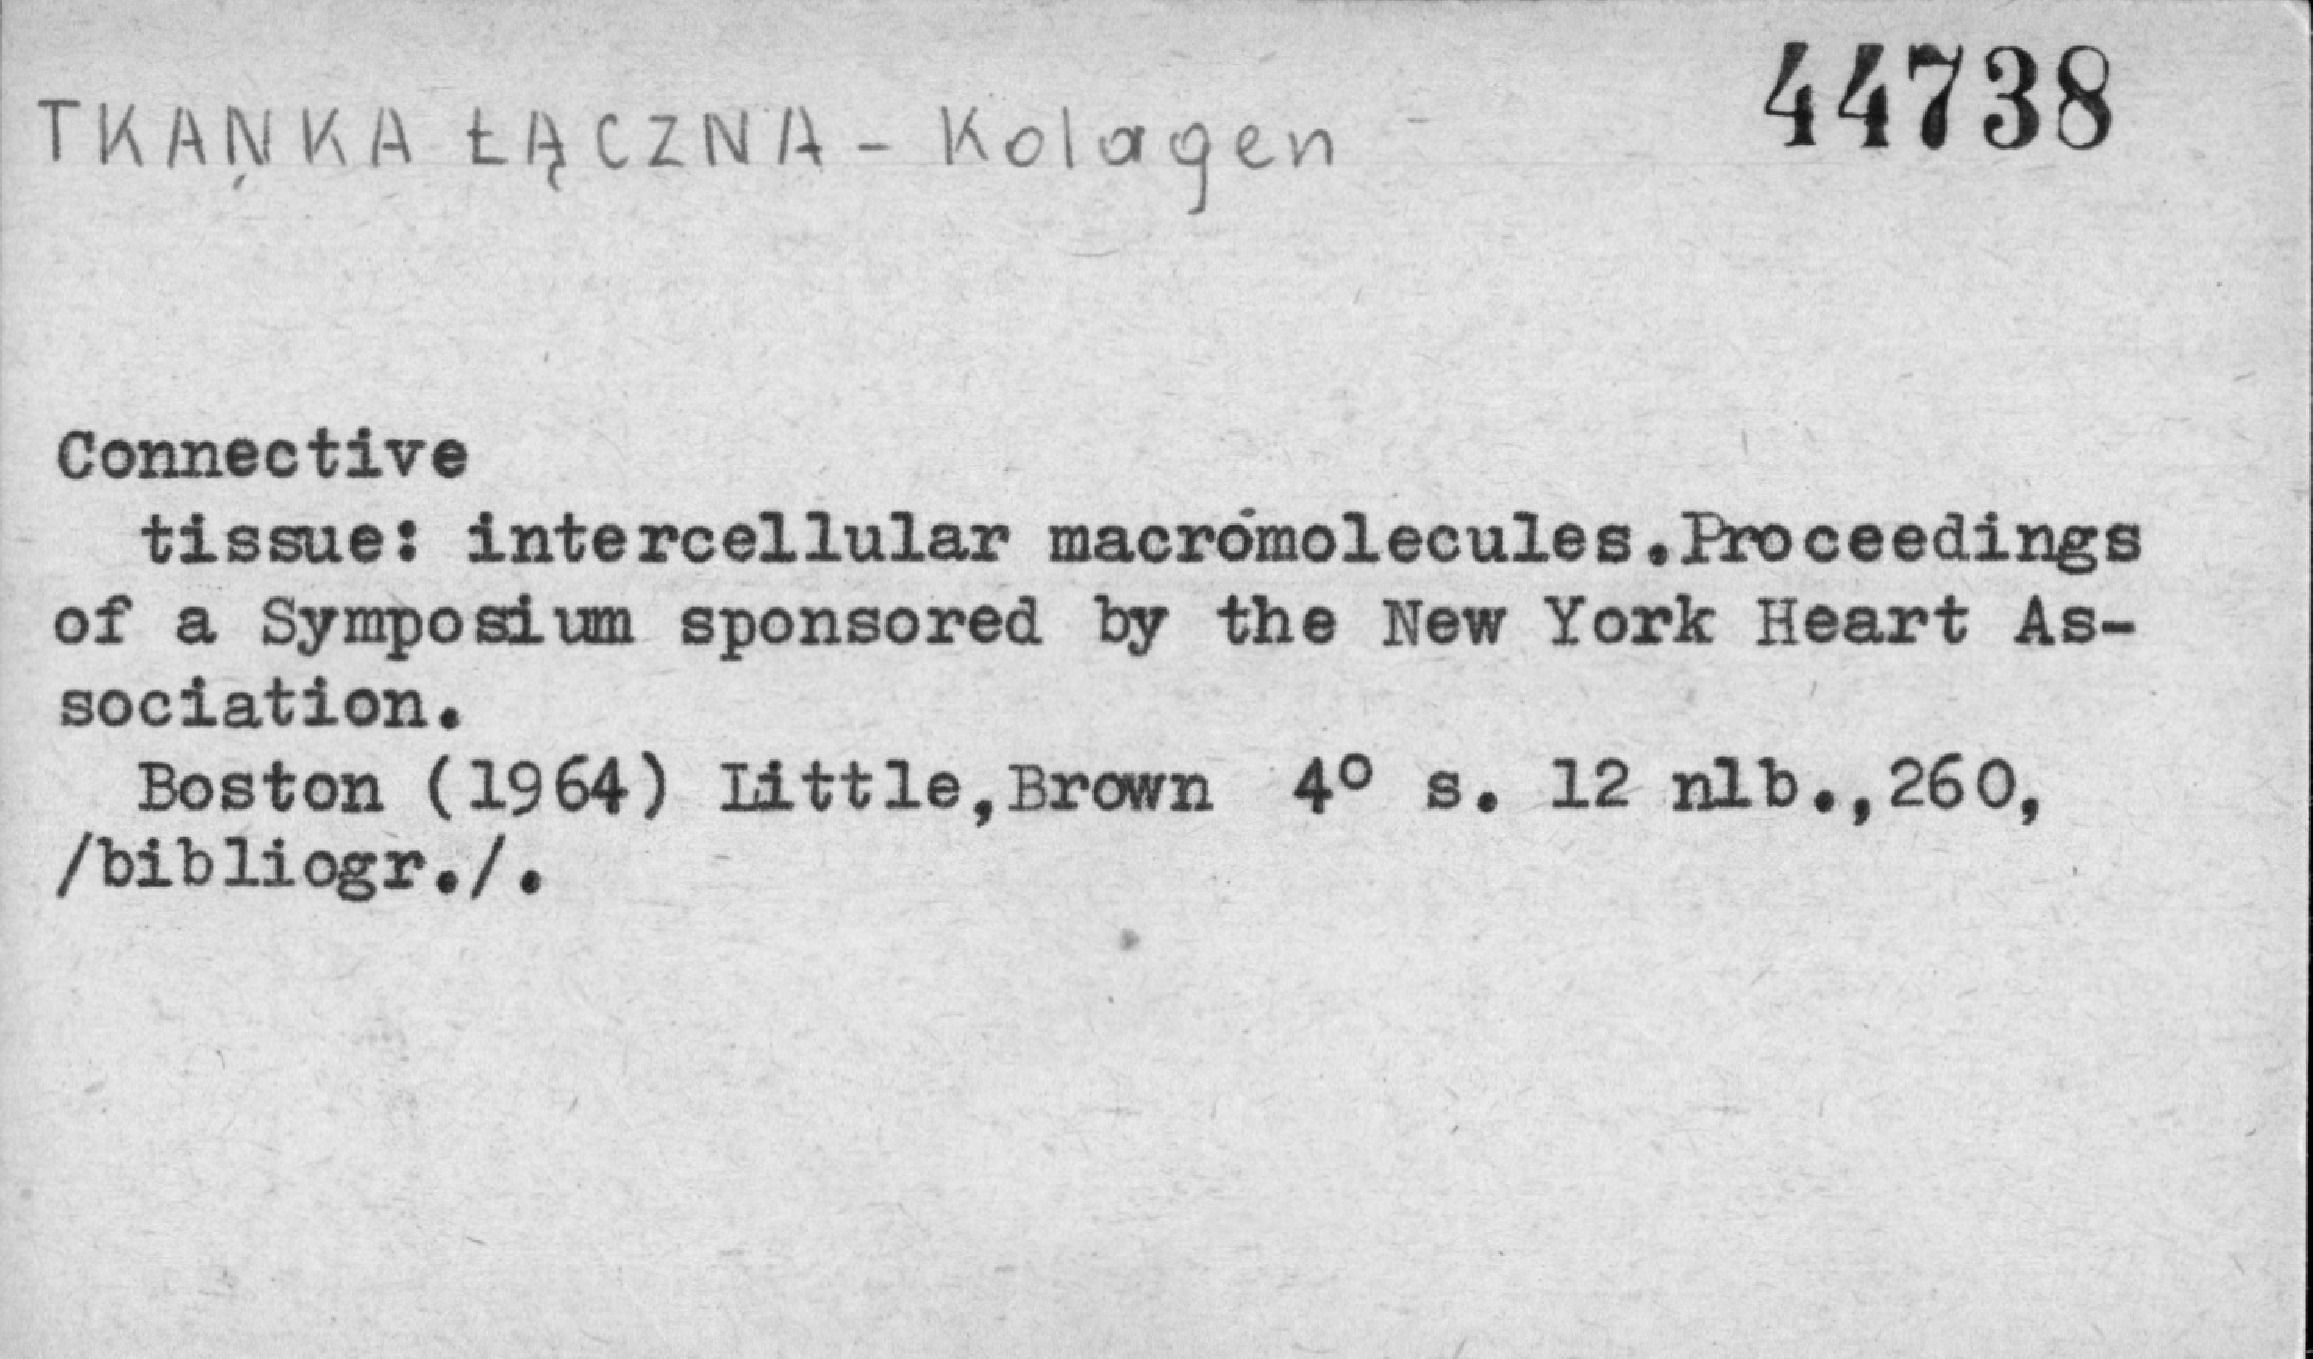 44738
TKANKA ŁĄCZNA - Kolagen
Connective
tissue: intercellular macromolecules.Proceedings
of a Symposium sponsored by the New York Heart As-
sociation.
Boston (1964) Little,Brown 4° s. 12 nlb.,260,
/bibliogr./.